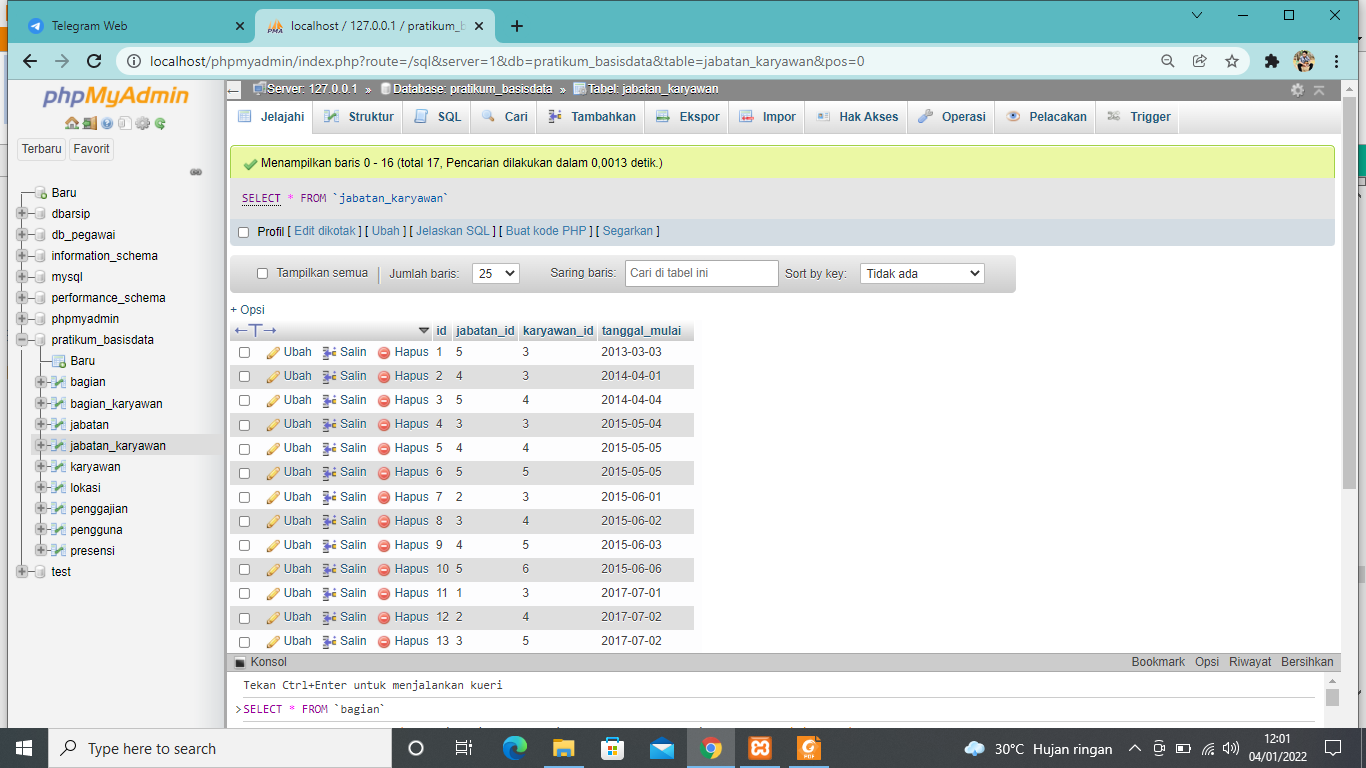 Telegram Web
localhost / 127.0.0.1 / pratikum_b
localhost/phpmyadmin/index.php?route=/sql&server=1&db=pratikum_basisdata&table=jabatan_karyawan&pos=0
phpMyAdmin
Terbaru Favorit
Baru
dbarsip
db_pegawai
information_schema
mysql
performance_schema
phpmyadmin
pratikum_basisdata
Baru
bagian
bagian_karyawan
jabatan
jabatan_karyawan
karyawan
lokasi
penggajian
pengguna
presensi
test
Server: 127.0.0.1 » Database: pratikum_basisdata » Tabel: jabatan_karyawan
Jelajahi Struktur SQL Cari Tambahkan Ekspor Impor Hak Akses Operasi Pelacakan Trigger
Menampilkan baris 0 - 16 (total 17, Pencarian dilakukan dalam 0,0013 detik.)
SELECT * FROM `jabatan_karyawan`
Profil [ Edit dikotak ] [ Ubah ] [ Jelaskan SQL ] [ Buat kode PHP ] [ Segarkan ]
Tampilkan semua | Jumlah baris: 25 Saring baris: Cari di tabel ini Sort by key: Tidak ada
+ Opsi
←T→ id jabatan_id karyawan_id tanggal_mulai
Ubah Salin Hapus 1 5 3 2013-03-03
Ubah Salin Hapus 2 4 3 2014-04-01
Ubah Salin Hapus 3 5 4 2014-04-04
Ubah Salin Hapus 4 3 3 2015-05-04
Ubah Salin Hapus 5 4 4 2015-05-05
Ubah Salin Hapus 6 5 5 2015-05-05
Ubah Salin Hapus 7 2 3 2015-06-01
Ubah Salin Hapus 8 3 4 2015-06-02
Ubah Salin Hapus 9 4 5 2015-06-03
Ubah Salin Hapus 10 5 6 2015-06-06
Ubah Salin Hapus 11 1 3 2017-07-01
Ubah Salin Hapus 12 2 4 2017-07-02
Ubah Salin Hapus 13 3 5 2017-07-02
Konsol Bookmark Opsi Riwayat Bersihkan
Tekan Ctrl+Enter untuk menjalankan kueri
>SELECT * FROM `bagian`
Type here to search
30°C Hujan ringan
12:01
04/01/2022